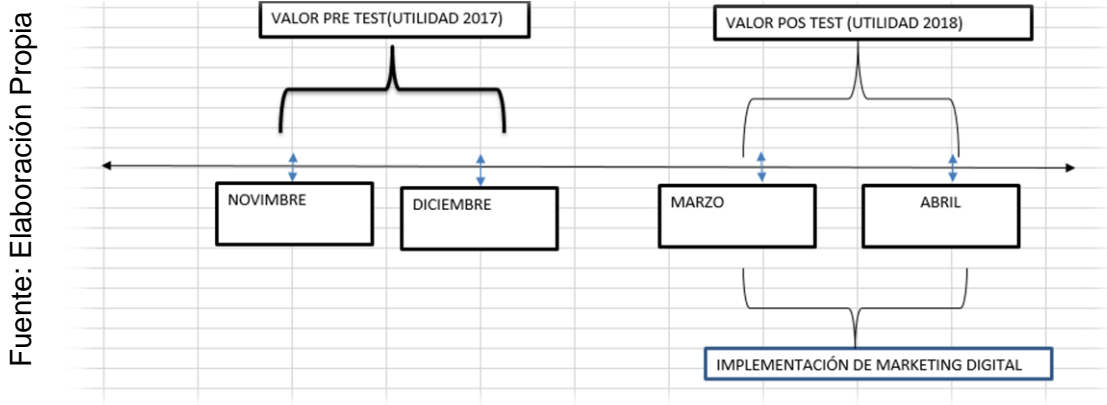 Fuente: Elaboración Propia
VALOR PRE TEST(UTILIDAD 2017)
VALOR POS TEST (UTILIDAD 2018)
NOVIMBRE
DICIEMBRE
MARZO
ABRIL
IMPLEMENTACIÓN DE MARKETING DIGITAL